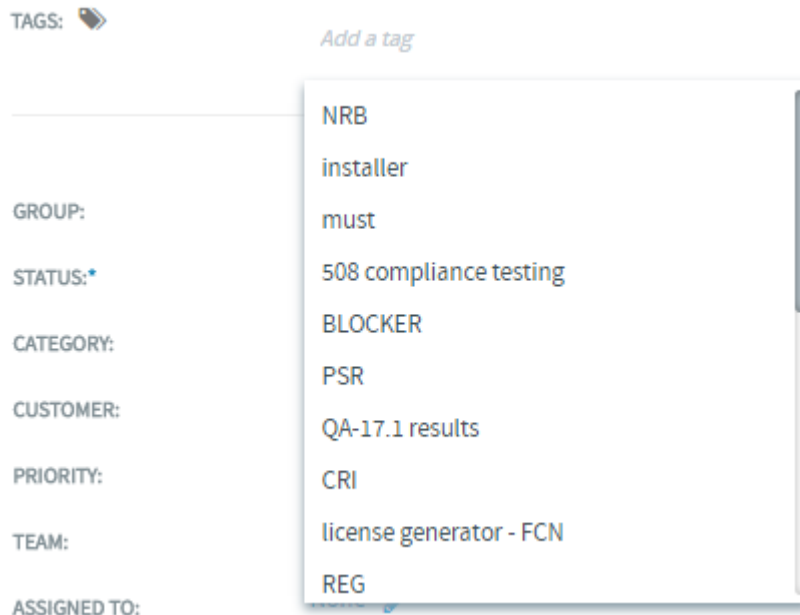 TAGS:
Add a tag
NRB
installer
must
508 compliance testing
BLOCKER
PSR
QA-17.1 results
CRI
license generator - FCN
REG
GROUP:
STATUS:*
CATEGORY:
CUSTOMER:
PRIORITY:
TEAM:
ASSIGNED TO:
None